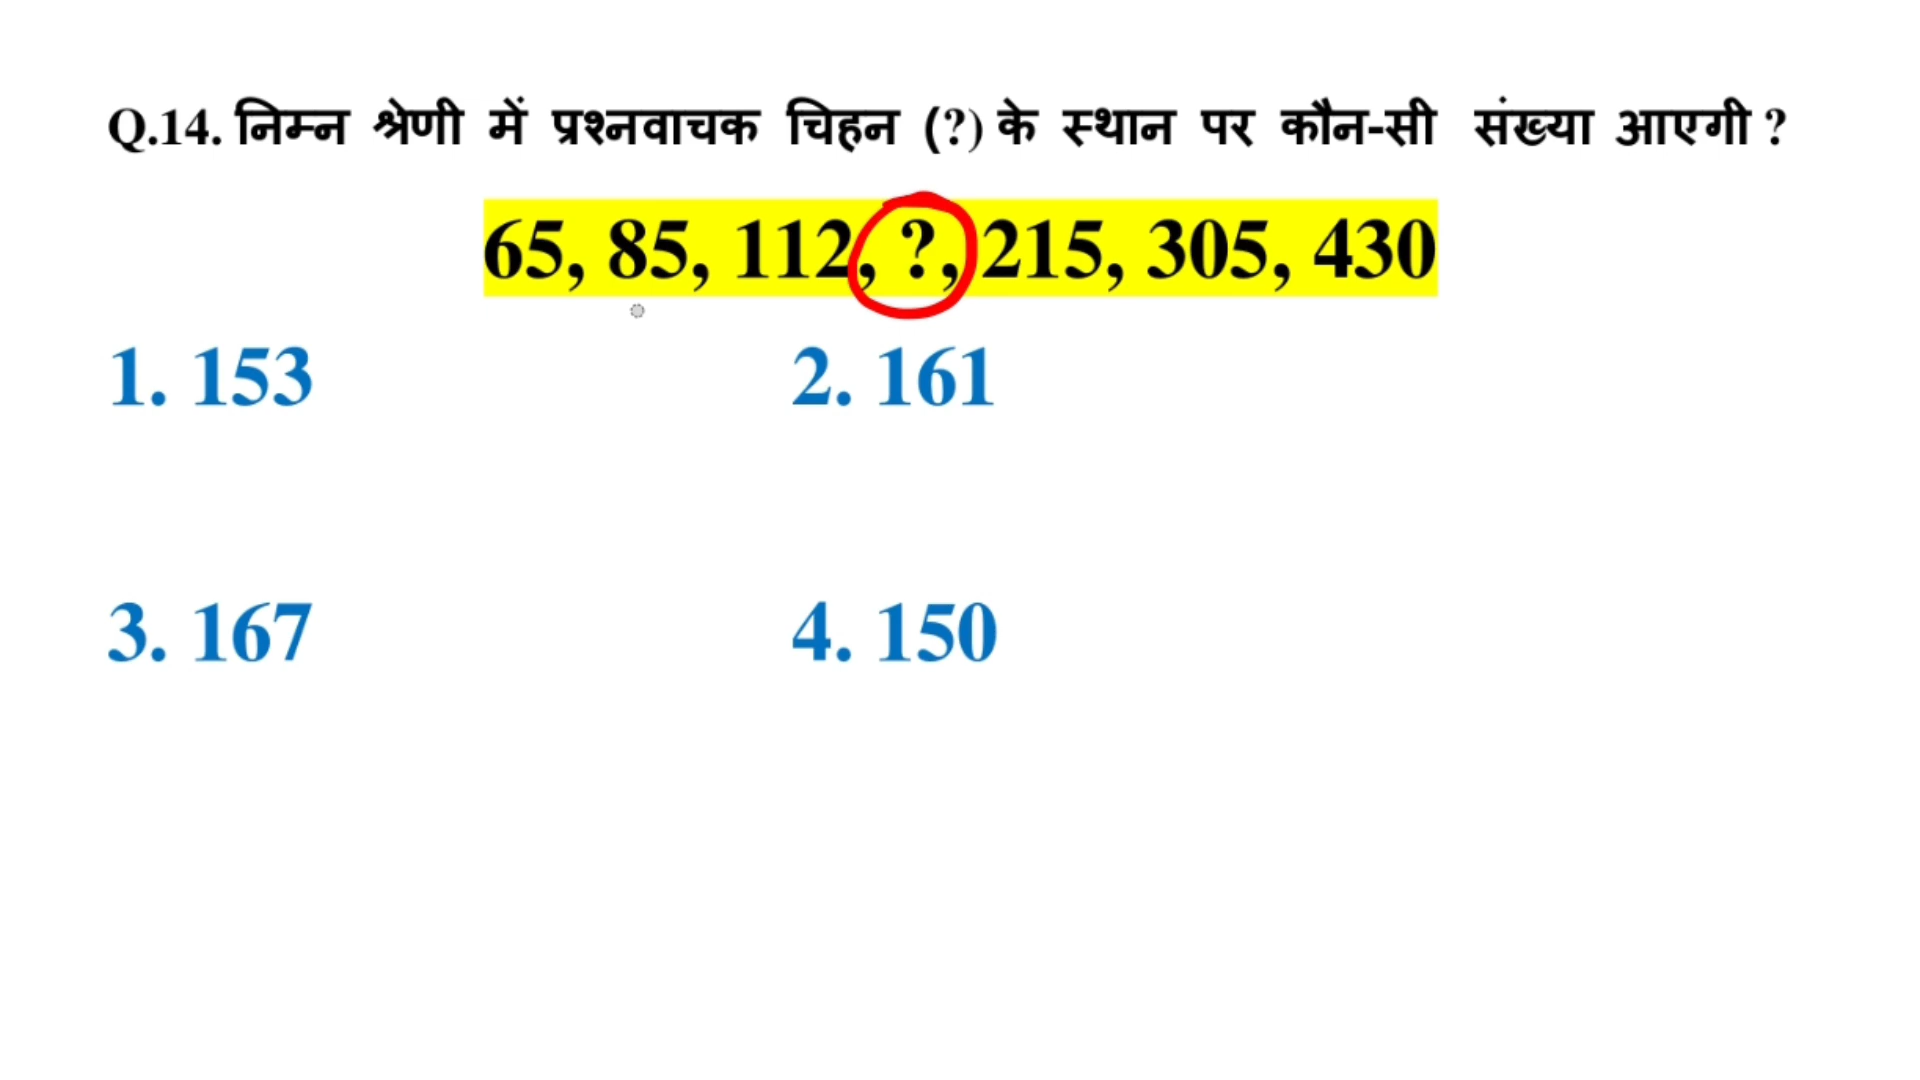 Q.14. निम्न श्रेणी में प्रश्नवाचक चिहन (?) के स्थान पर कौन-सी संख्या आएगी ?
65, 85, 112, ?, 215, 305, 430
1. 153 2. 161
3. 167 4. 150